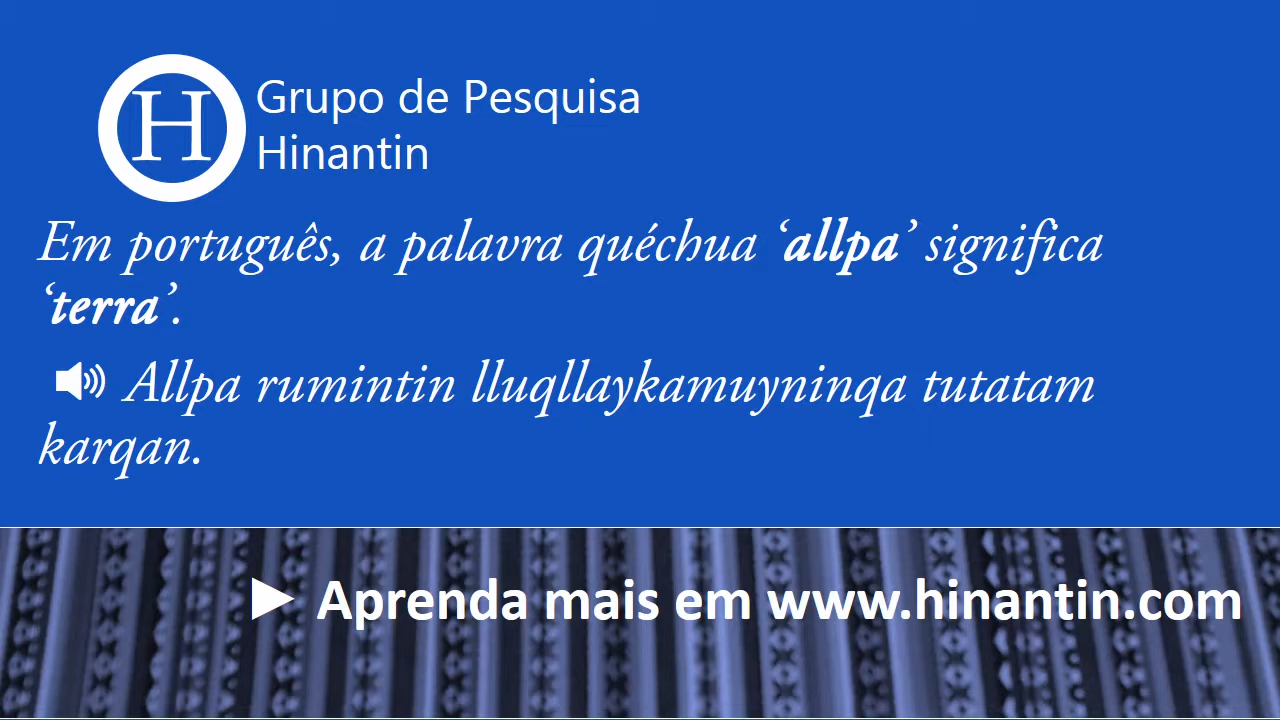 H
Grupo de Pesquisa
Hinantin
Em português, a palavra quéchua ‘allpa’ significa
‘terra’.
Allpa rumintin lluqllaykamuyninqa tutatam
karqan.
Aprenda mais em www.hinantin.com